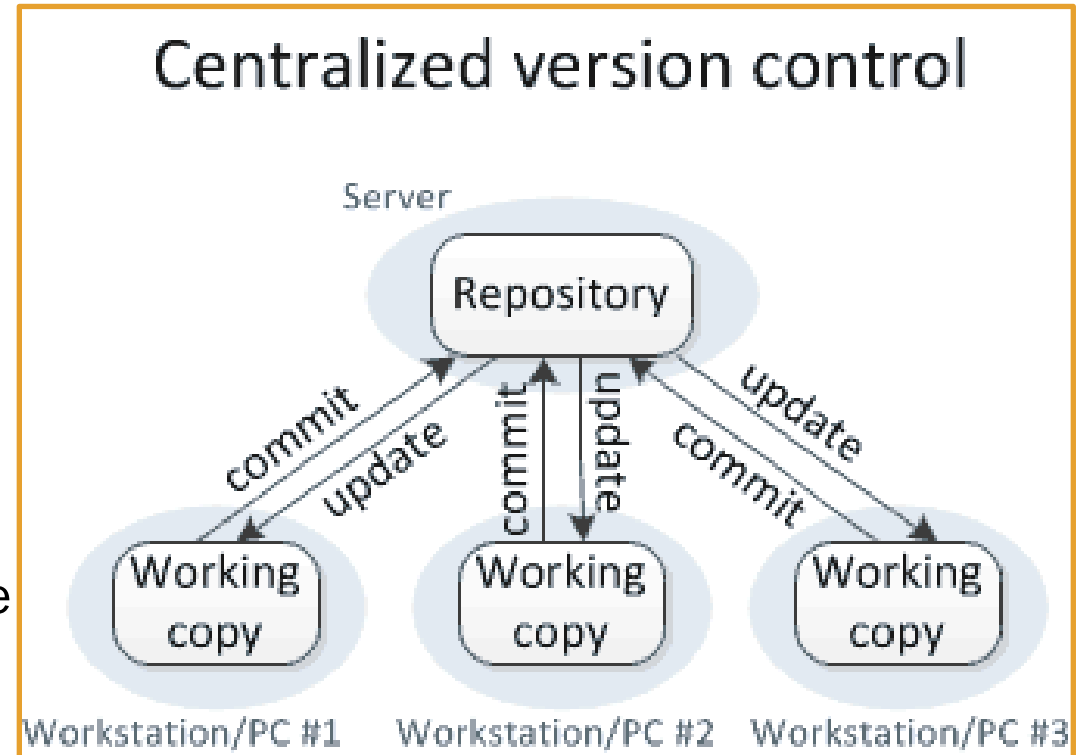 Centralized version control
Server
Repository
commit
update
commit
update
update
commit
Working
copy
Working
copy
Working
copy
e
Workstation/PC #1
Workstation/PC #2
Workstation/PC #3